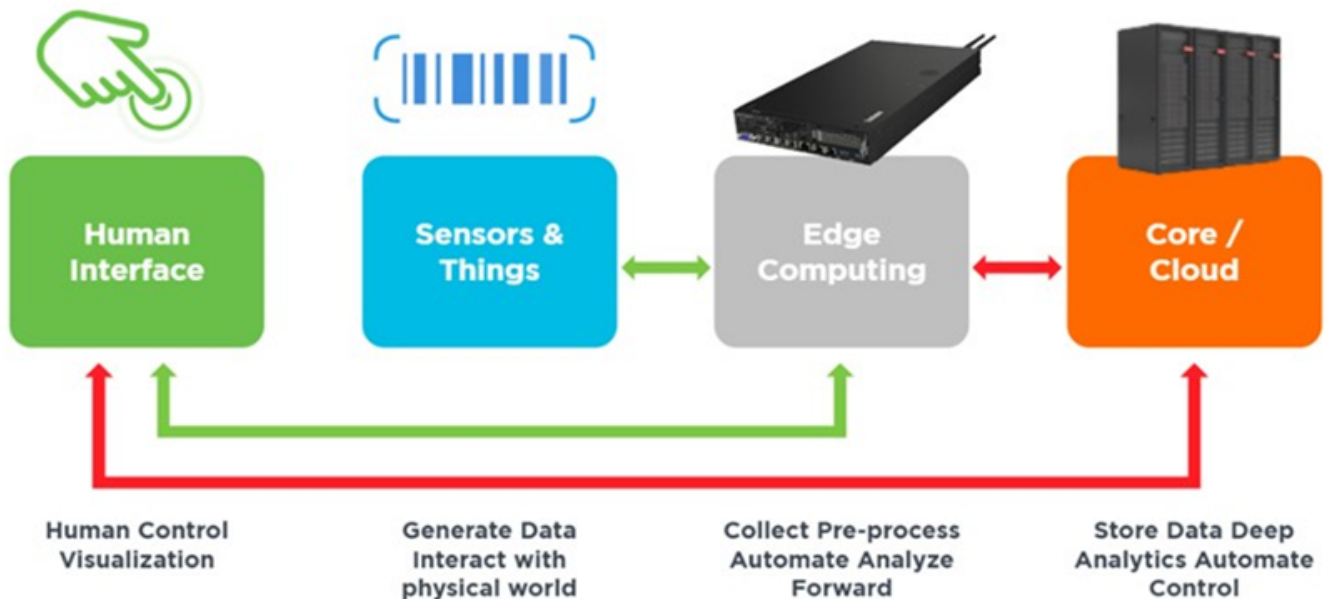 Human
Interface
Sensors &
Things
Edge
Computing
Core /
Cloud
Human Control
Visualization
Generate Data
Interact with
physical world
Collect Pre-process
Automate Analyze
Forward
Store Data Deep
Analytics Automate
Control